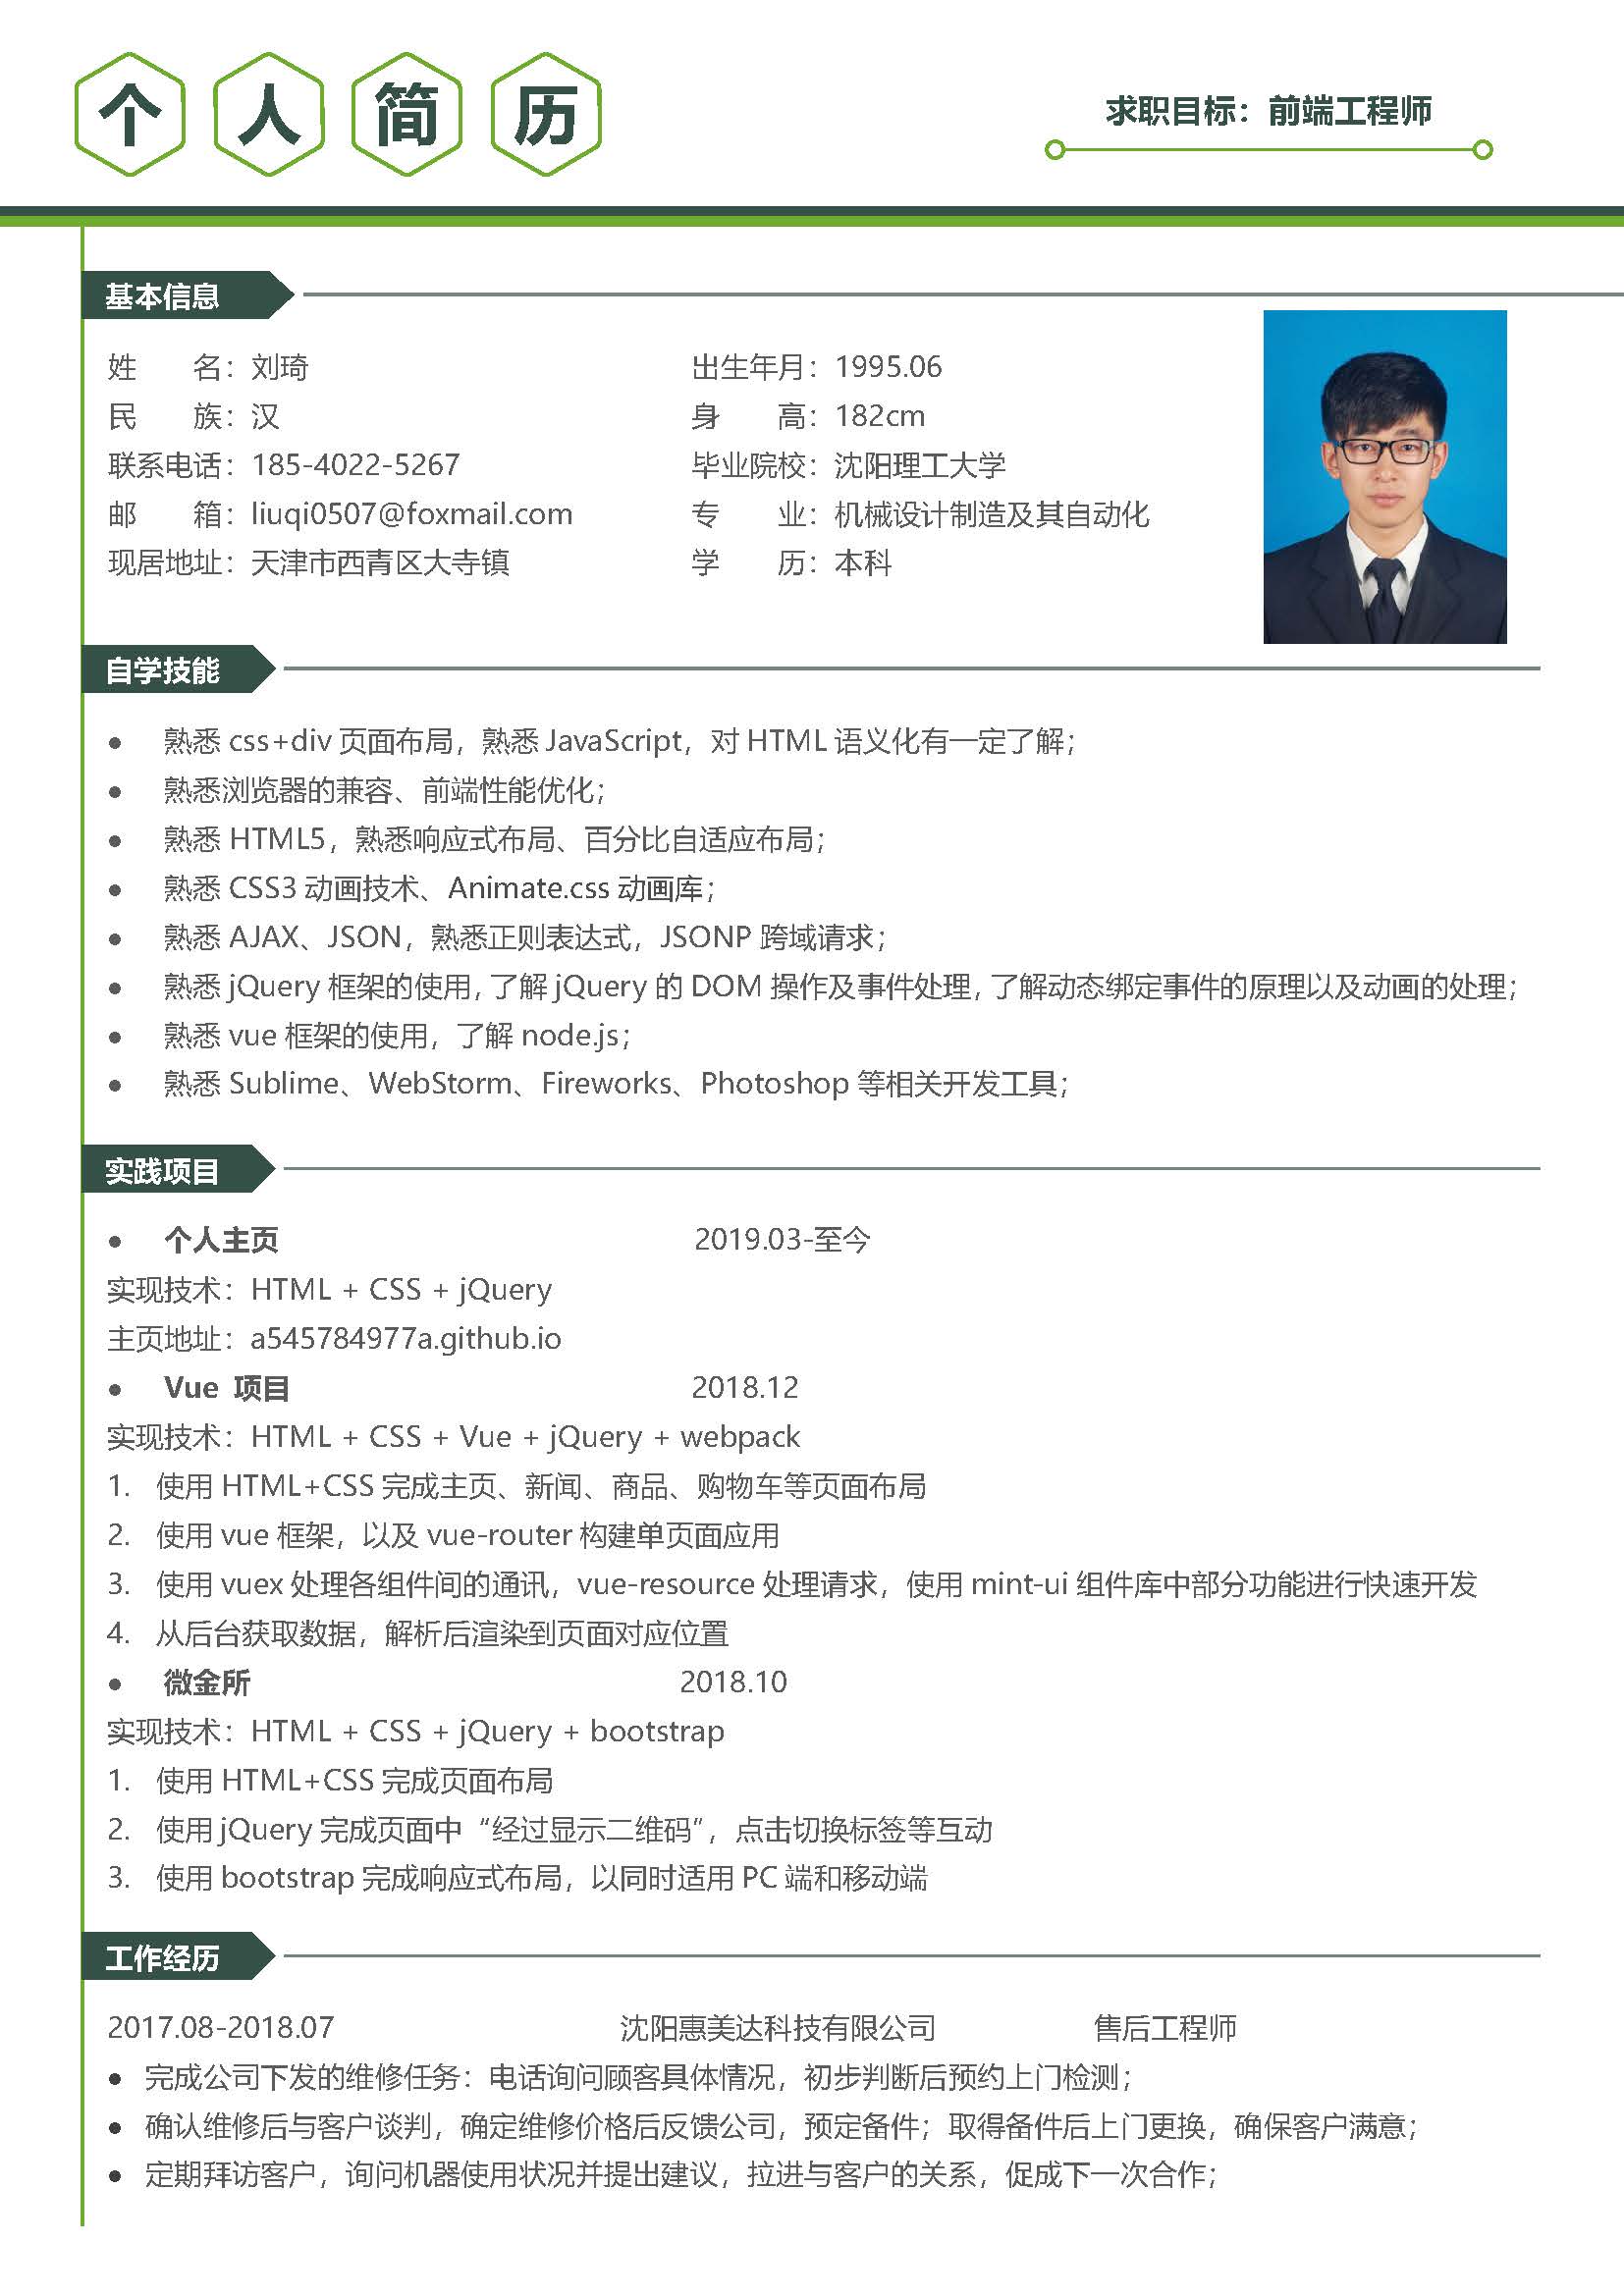 个人简历
求职目标：前端工程师
基本信息
姓　　名：刘琦　出生年月：1995.06
民　　族：汉　身　　高：182cm
联系电话：185-4022-5267　毕业院校：沈阳理工大学
邮　　箱：liuqi0507@foxmail.com　专　　业：机械设计制造及其自动化
现居地址：天津市西青区大寺镇　学　　历：本科
自学技能
● 熟悉 css+div 页面布局，熟悉 JavaScript，对 HTML 语义化有一定了解；
● 熟悉浏览器的兼容、前端性能优化；
● 熟悉 HTML5，熟悉响应式布局、百分比自适应布局；
● 熟悉 CSS3 动画技术、Animate.css 动画库；
● 熟悉 AJAX、JSON，熟悉正则表达式，JSONP 跨域请求；
● 熟悉 jQuery 框架的使用，了解 jQuery 的 DOM 操作及事件处理，了解动态绑定事件的原理以及动画的处理；
● 熟悉 vue 框架的使用，了解 node.js；
● 熟悉 Sublime、WebStorm、Fireworks、Photoshop 等相关开发工具；
实践项目
● 个人主页　2019.03-至今
实现技术：HTML + CSS + jQuery
主页地址：a545784977a.github.io
● Vue 项目　2018.12
实现技术：HTML + CSS + Vue + jQuery + webpack
1. 使用 HTML+CSS 完成主页、新闻、商品、购物车等页面布局
2. 使用 vue 框架，以及 vue-router 构建单页面应用
3. 使用 vuex 处理各组件间的通讯，vue-resource 处理请求，使用 mint-ui 组件库中部分功能进行快速开发
4. 从后台获取数据，解析后渲染到页面对应位置
● 微金所　2018.10
实现技术：HTML + CSS + jQuery + bootstrap
1. 使用 HTML+CSS 完成页面布局
2. 使用 jQuery 完成页面中“经过显示二维码”，点击切换标签等互动
3. 使用 bootstrap 完成响应式布局，以同时适用 PC 端和移动端
工作经历
2017.08-2018.07　沈阳惠美达科技有限公司　售后工程师
● 完成公司下发的维修任务：电话询问顾客具体情况，初步判断后预约上门检测；
● 确认维修后与客户谈判，确定维修价格后反馈公司，预定备件；取得备件后上门更换，确保客户满意；
● 定期拜访客户，询问机器使用状况并提出建议，拉进与客户的关系，促成下一次合作；